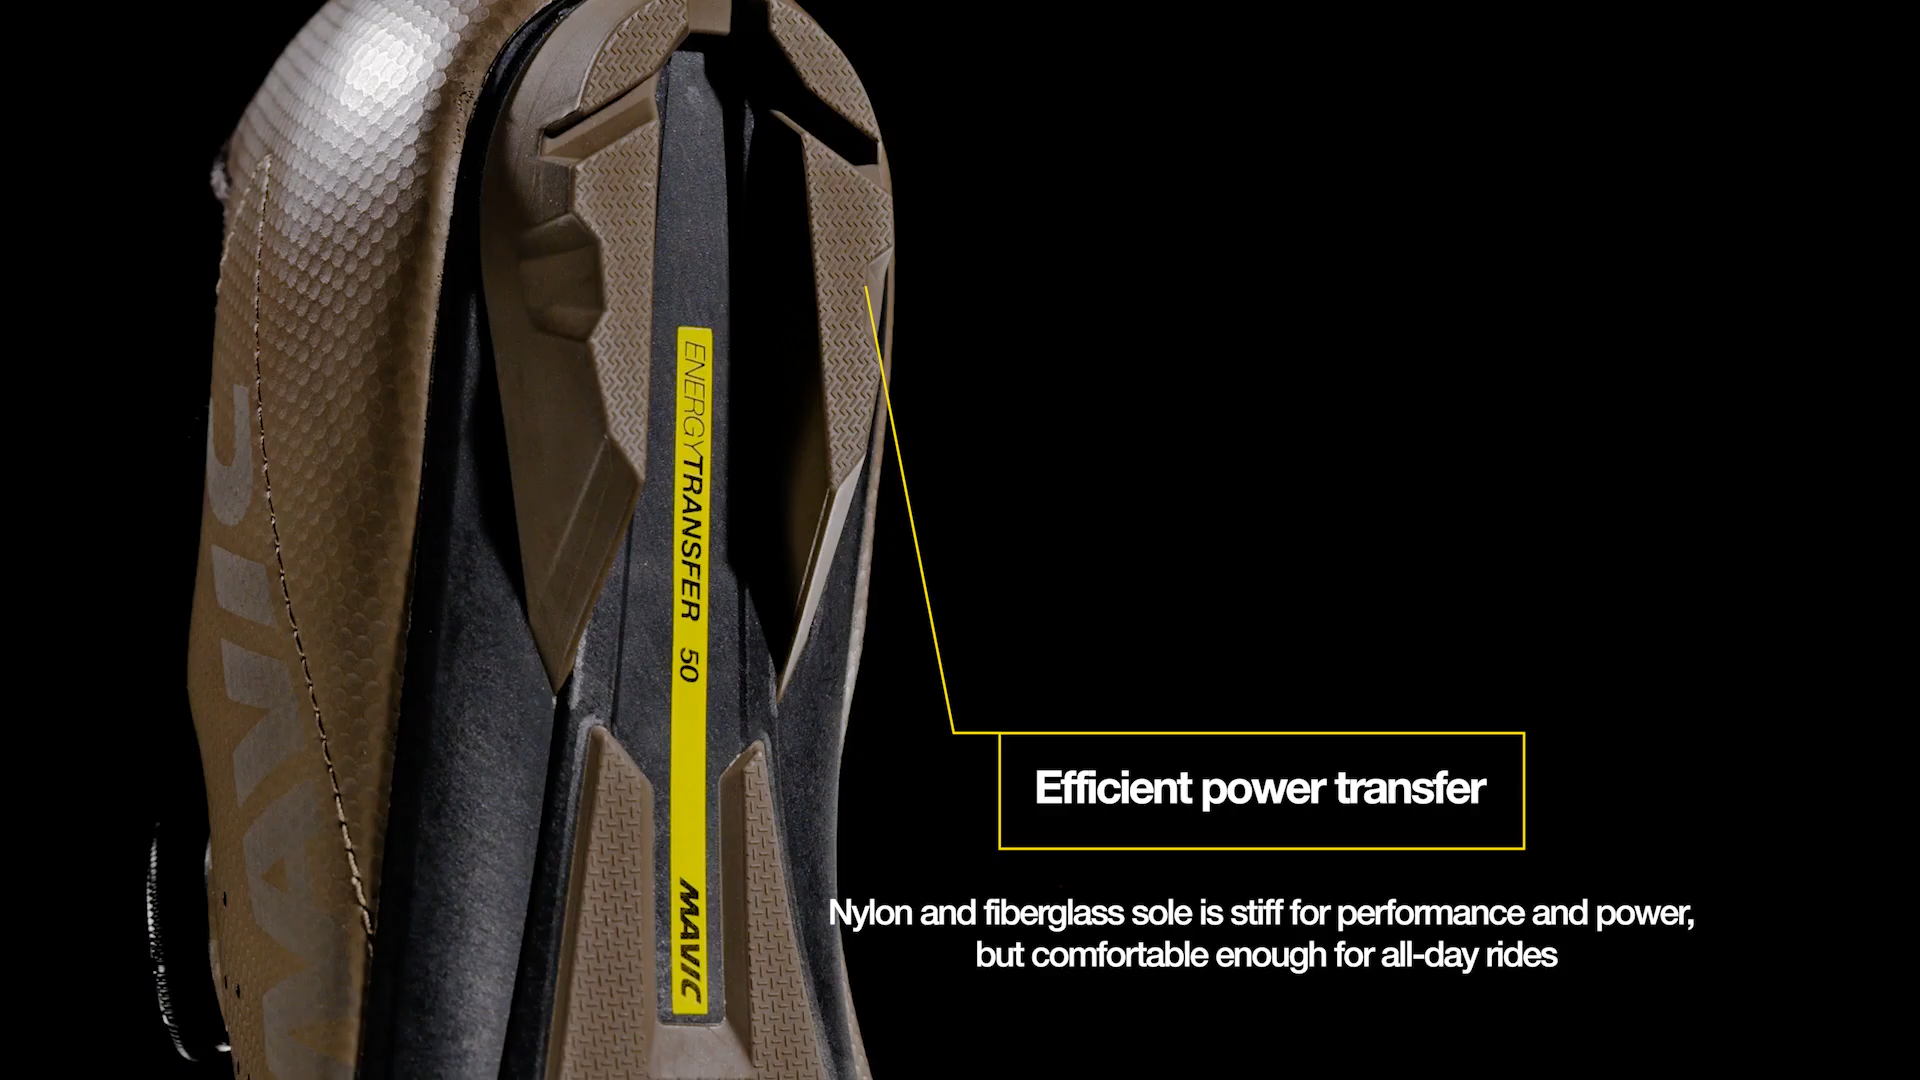 MAVIC
ENERGYTRANSFER 50
MAVIC
Efficient power transfer
Nylon and fiberglass sole is stiff for performance and power,
but comfortable enough for all-day rides